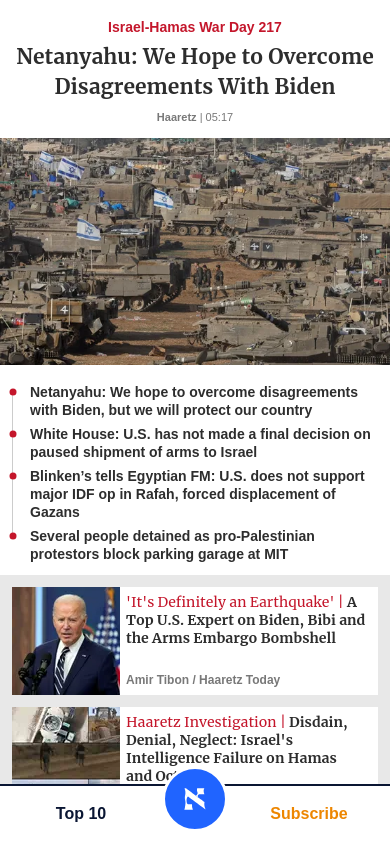 Israel-Hamas War Day 217
Netanyahu: We Hope to Overcome
Disagreements With Biden
Haaretz | 05:17
Netanyahu: We hope to overcome disagreements
with Biden, but we will protect our country
White House: U.S. has not made a final decision on
paused shipment of arms to Israel
Blinken’s tells Egyptian FM: U.S. does not support
major IDF op in Rafah, forced displacement of
Gazans
Several people detained as pro-Palestinian
protestors block parking garage at MIT
'It's Definitely an Earthquake' | A
Top U.S. Expert on Biden, Bibi and
the Arms Embargo Bombshell
Amir Tibon / Haaretz Today
Haaretz Investigation | Disdain,
Denial, Neglect: Israel's
Intelligence Failure on Hamas
and
Top 10
Subscribe